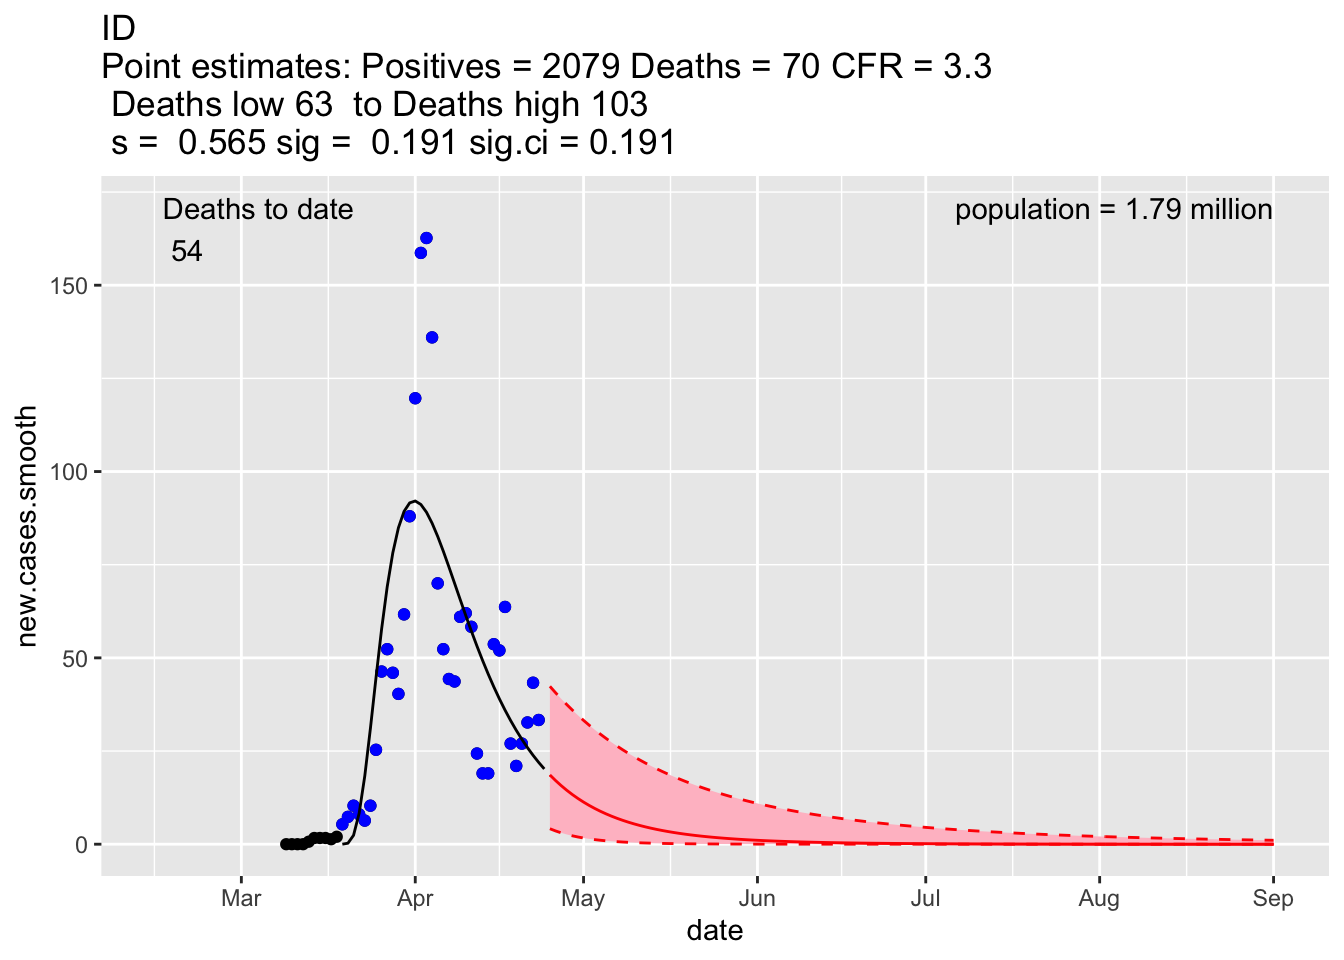 ID
Point estimates: Positives = 2079 Deaths = 70 CFR = 3.3
Deaths low 63  to Deaths high 103
s =  0.565 sig =  0.191 sig.ci = 0.191
Deaths to date
54
population = 1.79 million
150
100
50
0
new.cases.smooth
Mar Apr May Jun Jul Aug Sep
date